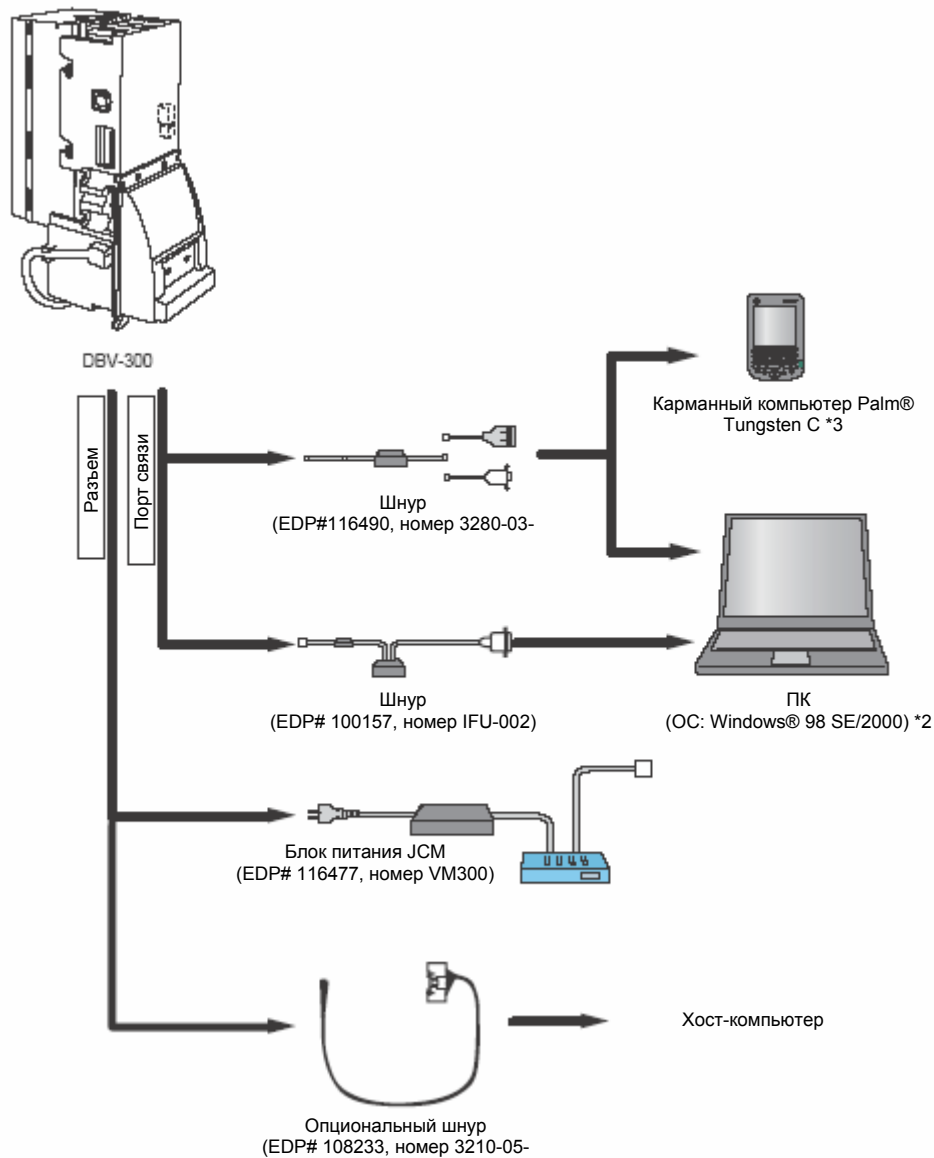 DBV-300
Разъем
Порт связи
Карманный компьютер Palm®
Tungsten C *3
Шнур
(EDP#116490, номер 3280-03-
Шнур
(EDP# 100157, номер IFU-002)
ПК
(ОС: Windows® 98 SE/2000) *2
Блок питания JCM
(EDP# 116477, номер VM300)
Хост-компьютер
Опциональный шнур
(EDP# 108233, номер 3210-05-